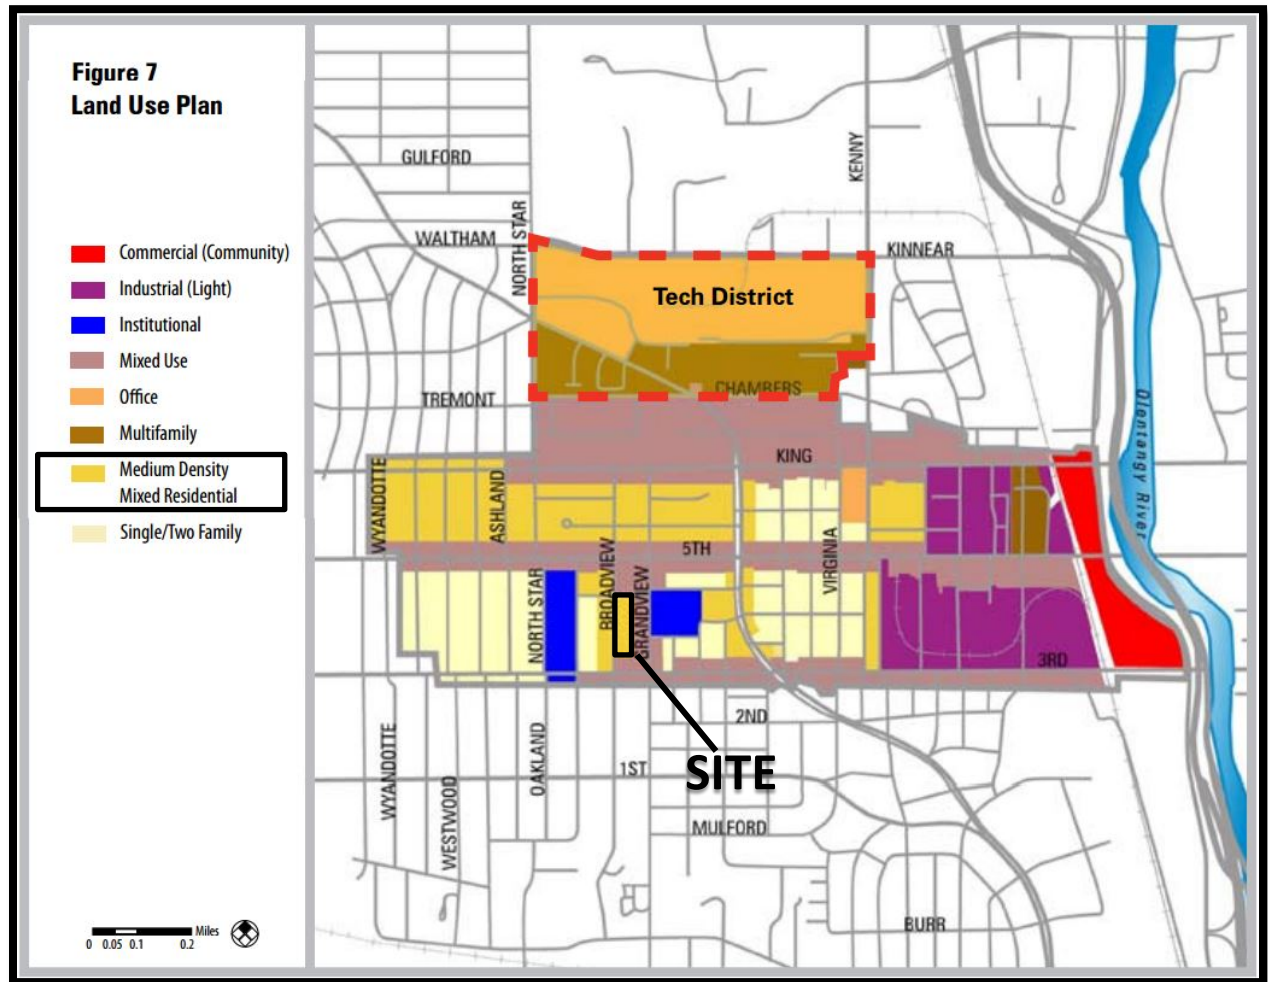 Figure 7
Land Use Plan
Commercial (Community)
Industrial (Light)
Institutional
Mixed Use
Office
Multifamily
Medium Density
Mixed Residential
Single/Two Family
0 0.05 0.1 0.2 Miles
GULFORD
KENNY
NORTH STAR
WALTHAM
KINNEAR
Tech District
CHAMBERS
TREMONT
Olentangy River
KING
WYANDOTTE
ASHLAND
5TH
VIRGINIA
BROADVIEW
GRANDVIEW
NORTH STAR
3RD
2ND
WYANDOTTE
OAKLAND
1ST
SITE
WESTWOOD
MULFORD
BURR